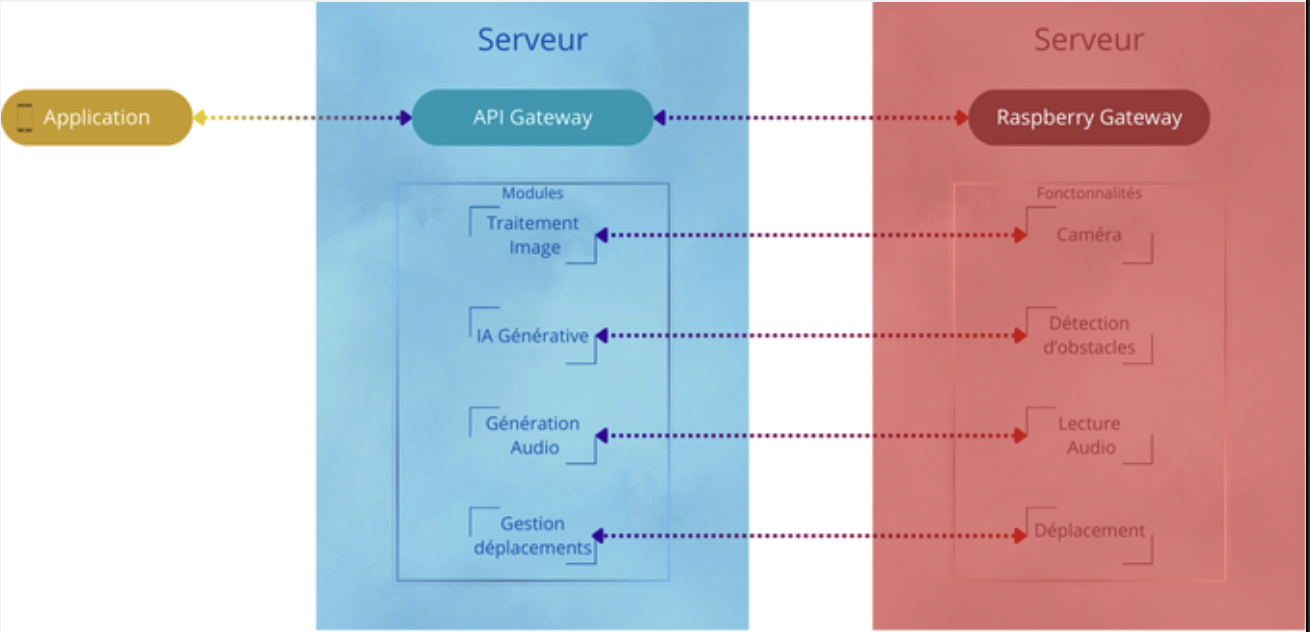 Serveur
Serveur
Application
API Gateway
Raspberry Gateway
Modules
Fonctonnalités
Traitement
Image
Caméra
IA Générative
Détection
d'obstacles
Génération
Audio
Lecture
Audio
Gestion
déplacements
Déplacement